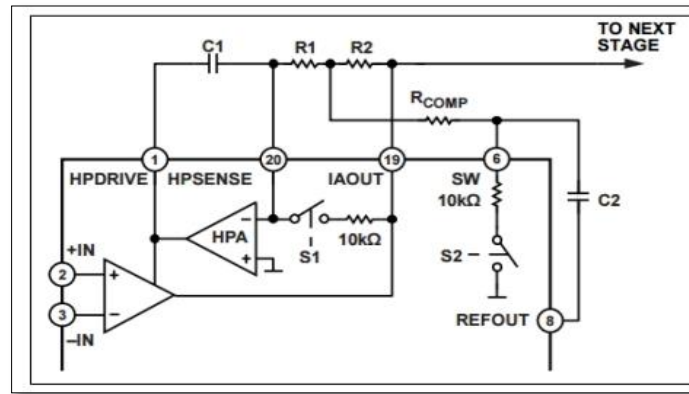 TO NEXT
STAGE
C1
R1
R2
RCOMP
1
20
19
6
HPDRIVE
HPSENSE
IAOUT
SW
10kΩ
C2
HPA
–
+
S1
10kΩ
S2
+IN
2
+
3
–
–IN
REFOUT
8